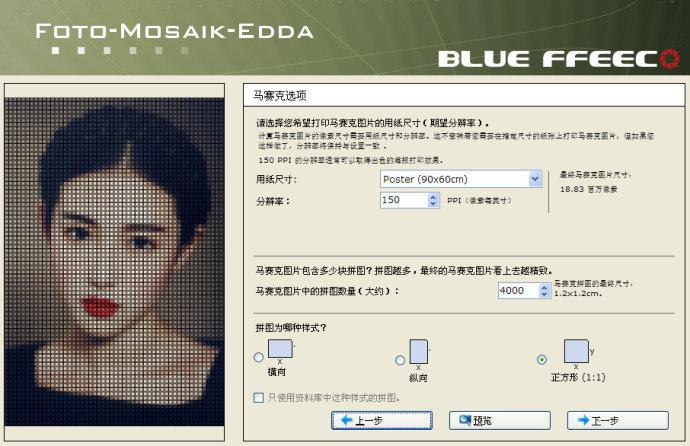 FOTO-MOSAIK-EDDA
BLUE FFEECO
马赛克选项
请选择您希望打印马赛克图片的用纸尺寸(期望分辨率)。
计算马赛克图片的像素尺寸需要用纸尺寸和分辨率。这不意味着您需要在指定尺寸的纸张上打印马赛克图片;但如果您
这样做了,分辨率将保持与设置一致。
150 PPI 的分辨率通常可以取得出色的海报打印效果。
用纸尺寸:
Poster (90x60cm)
最终马赛克图片尺寸:
18.83 百万像素
分辨率:
150
PPI(像素每英寸)
马赛克图片包含多少块拼图?拼图越多,最终的马赛克图片看上去越精致。
马赛克图片中的拼图数量(大约):
4000
马赛克拼图的最终尺寸:
1.2x1.2cm。
拼图为哪种样式?
x
横向
x
纵向
y
x
正方形 (1:1)
只使用资料库中这种样式的拼图。
上一步
预览
下一步